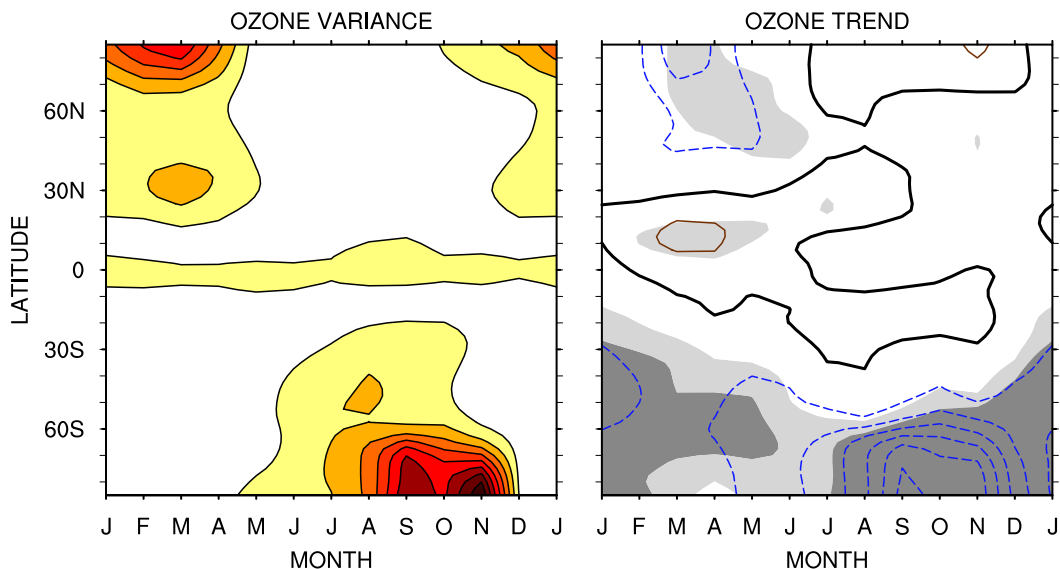 OZONE VARIANCE
OZONE TREND
LATITUDE
60N
30N
0
30S
60S
J F M A M J J A S O N D J
J F M A M J J A S O N D J
MONTH
MONTH